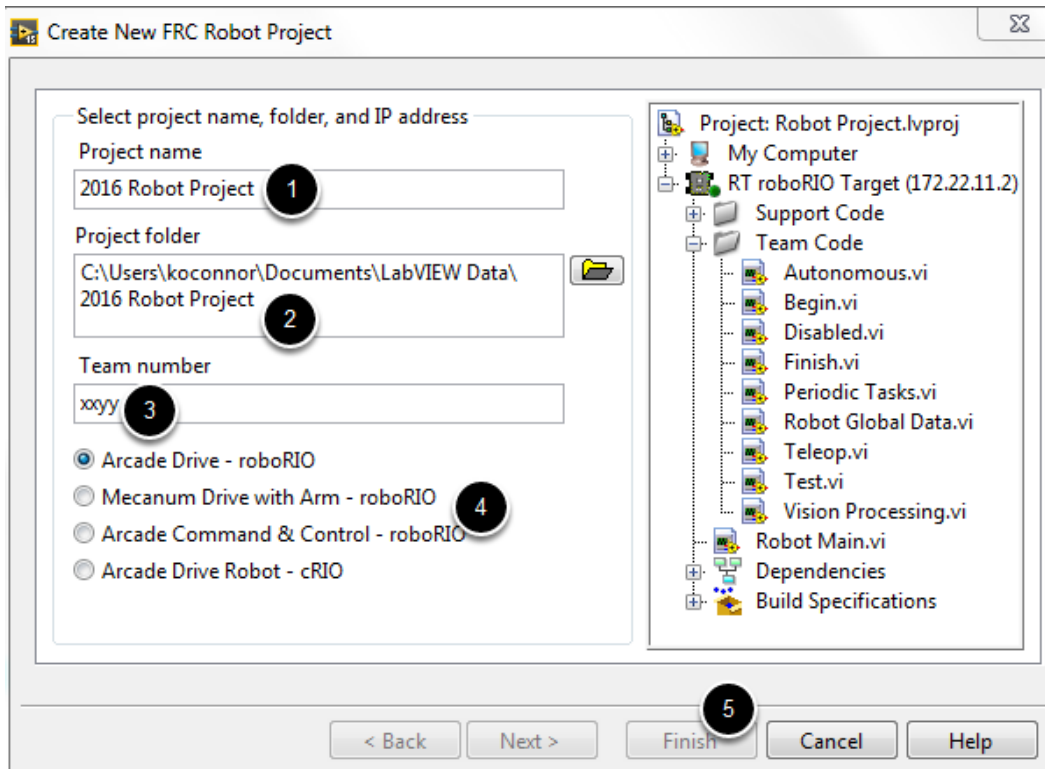 Create New FRC Robot Project
Select project name, folder, and IP address
Project name
2016 Robot Project
1
Project folder
C:\Users\koconnor\Documents\LabVIEW Data\
2016 Robot Project
2
Team number
xxyy
3
Arcade Drive - roboRIO
Mecanum Drive with Arm - roboRIO
4
Arcade Command & Control - roboRIO
Arcade Drive Robot - cRIO
Project: Robot Project.lvproj
My Computer
RT roboRIO Target (172.22.11.2)
Support Code
Team Code
Autonomous.vi
Begin.vi
Disabled.vi
Finish.vi
Periodic Tasks.vi
Robot Global Data.vi
Teleop.vi
Test.vi
Vision Processing.vi
Robot Main.vi
Dependencies
Build Specifications
5
< Back Next > Finish Cancel Help